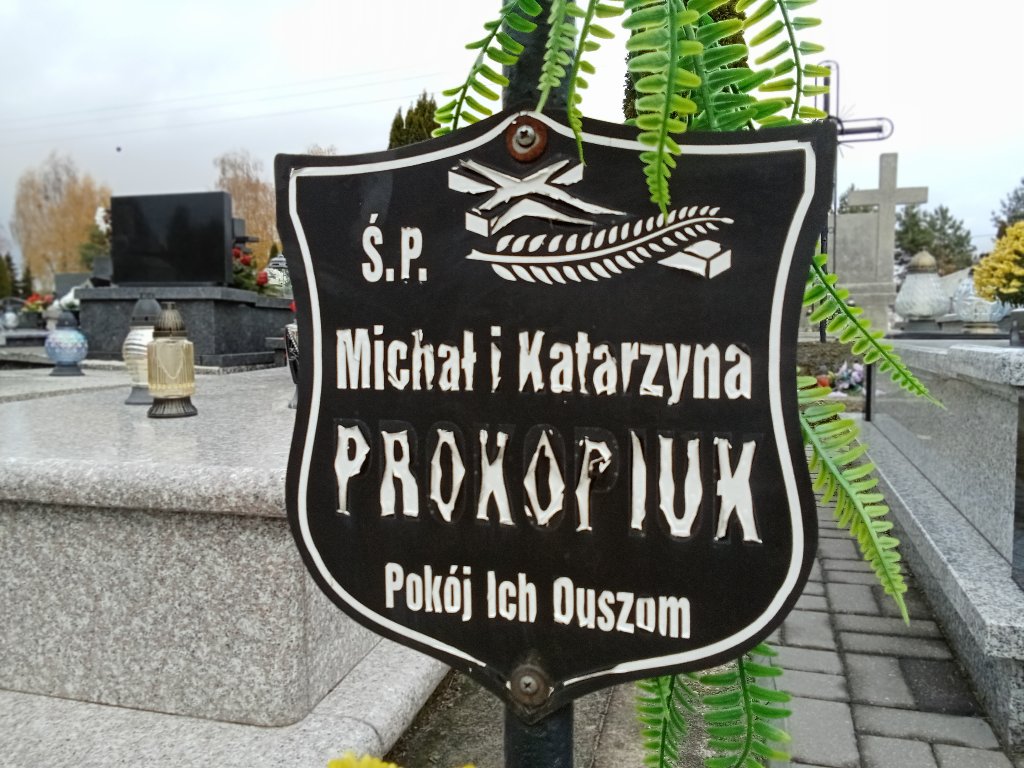 Ś.P.
Michał i Katarzyna
PROKOPIUK
Pokój Ich Duszom